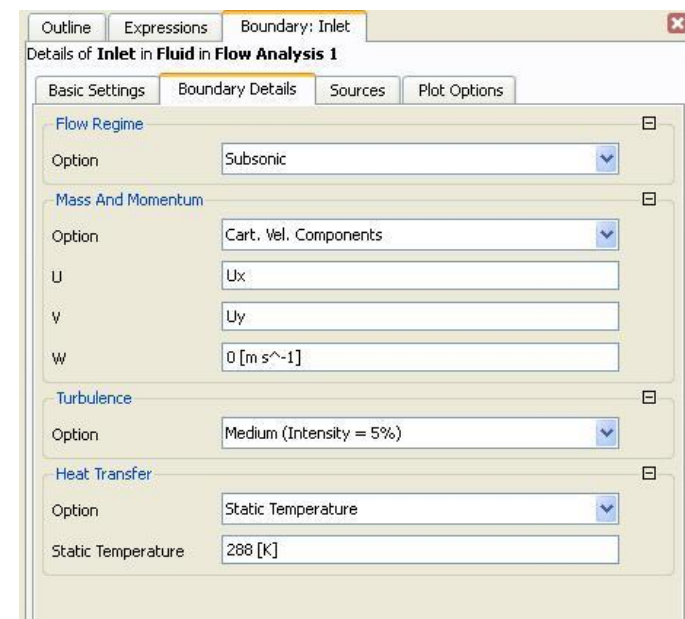 Outline Expressions Boundary: Inlet
Details of Inlet in Fluid in Flow Analysis 1
Basic Settings Boundary Details Sources Plot Options
Flow Regime
Option Subsonic
Mass And Momentum
Option Cart. Vel. Components
U Ux
V Uy
W 0 [m s^-1]
Turbulence
Option Medium (Intensity = 5%)
Heat Transfer
Option Static Temperature
Static Temperature 288 [K]